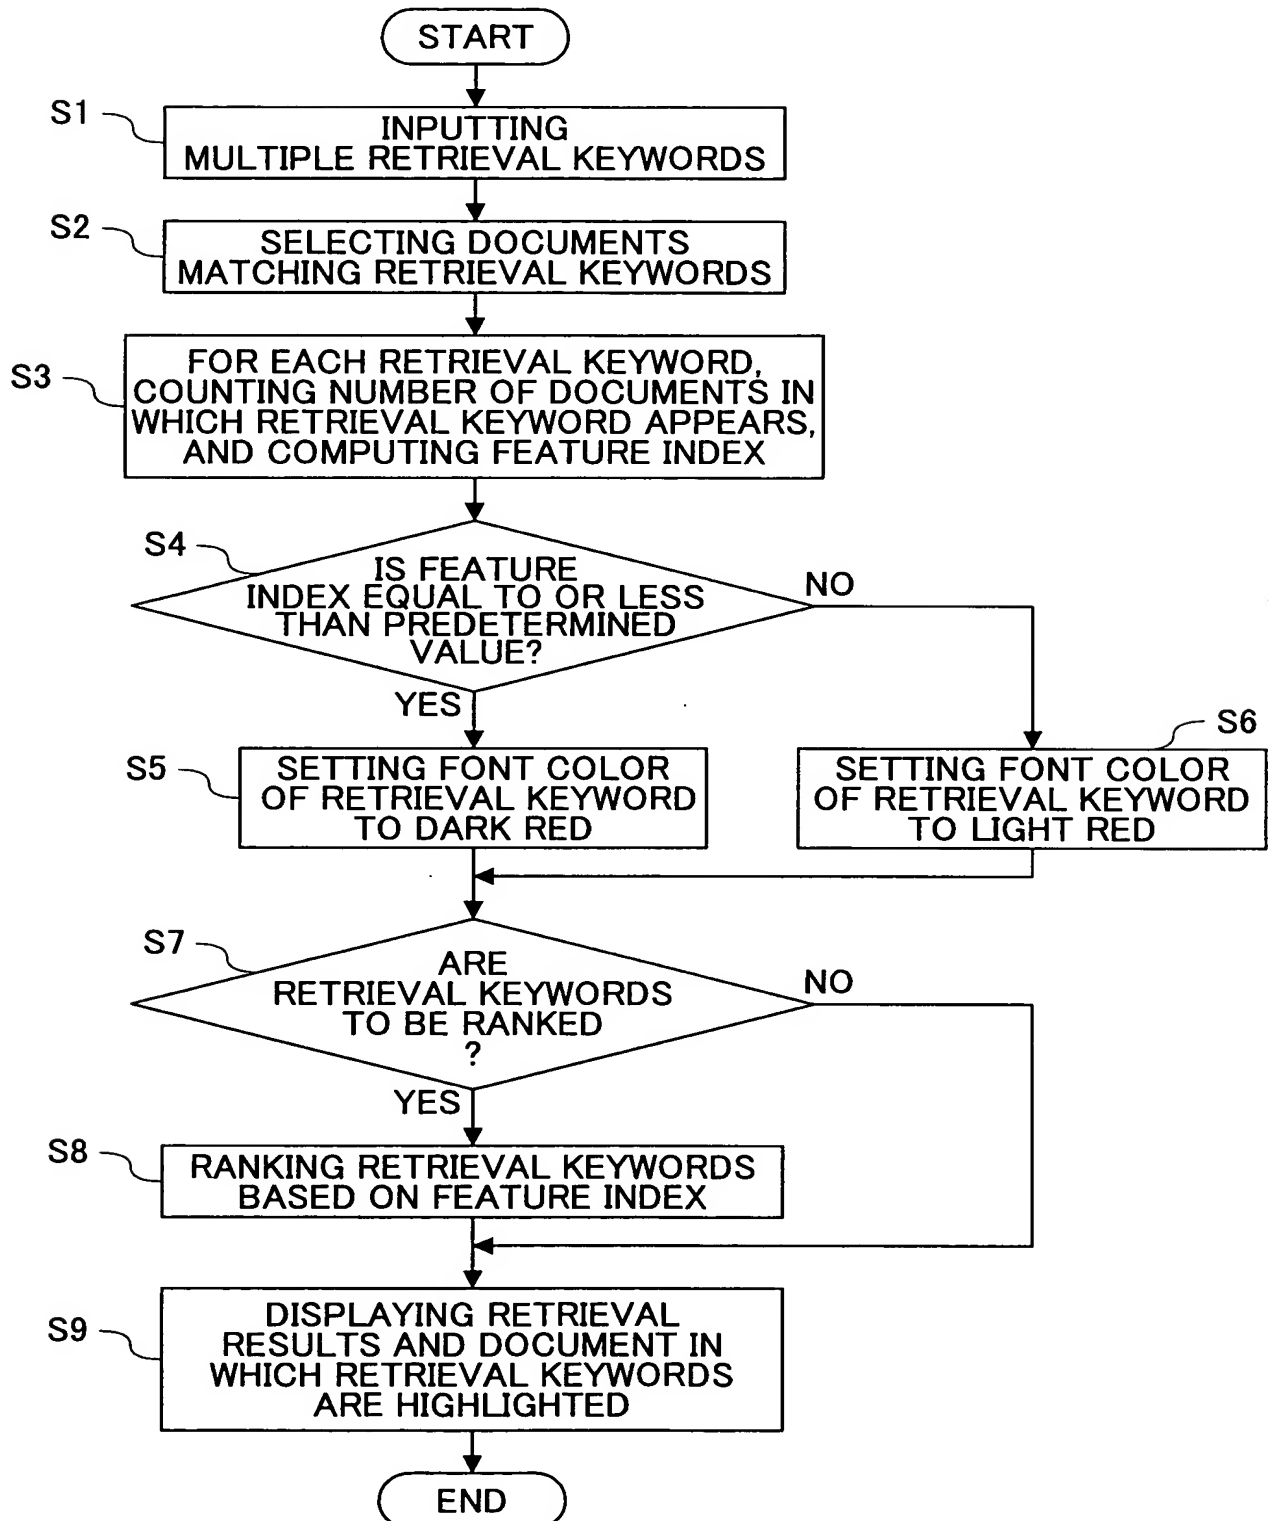 START
S1
INPUTTING
MULTIPLE RETRIEVAL KEYWORDS
S2
SELECTING DOCUMENTS
MATCHING RETRIEVAL KEYWORDS
S3
FOR EACH RETRIEVAL KEYWORD,
COUNTING NUMBER OF DOCUMENTS IN
WHICH RETRIEVAL KEYWORD APPEARS,
AND COMPUTING FEATURE INDEX
S4
IS FEATURE
INDEX EQUAL TO OR LESS
THAN PREDETERMINED
VALUE?
NO
YES
S5
SETTING FONT COLOR
OF RETRIEVAL KEYWORD
TO DARK RED
S6
SETTING FONT COLOR
OF RETRIEVAL KEYWORD
TO LIGHT RED
S7
ARE
RETRIEVAL KEYWORDS
TO BE RANKED
?
NO
YES
S8
RANKING RETRIEVAL KEYWORDS
BASED ON FEATURE INDEX
S9
DISPLAYING RETRIEVAL
RESULTS AND DOCUMENT IN
WHICH RETRIEVAL KEYWORDS
ARE HIGHLIGHTED
END